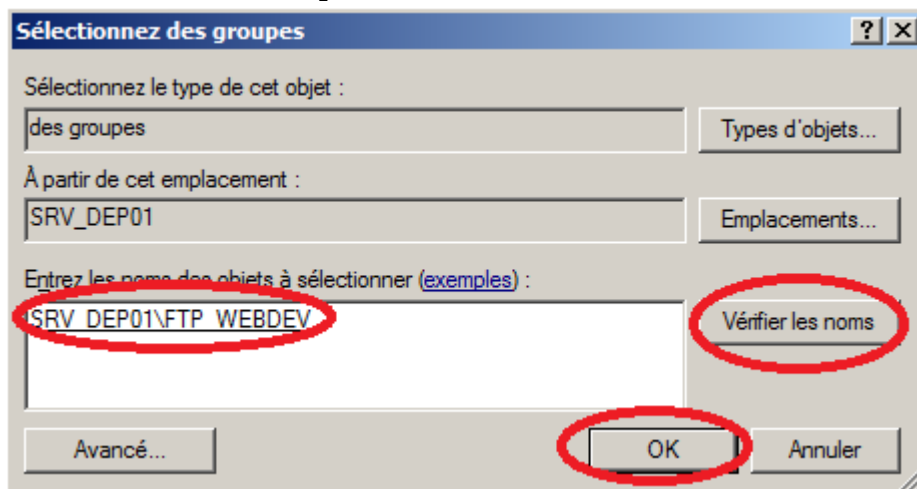 Sélectionnez des groupes
Sélectionnez le type de cet objet :
des groupes
Types d'objets...
À partir de cet emplacement :
SRV_DEP01
Emplacements...
Entrez les noms des objets à sélectionner (exemples) :
SRV_DEP01\FTP_WEBDEV
Vérifier les noms
Avancé...
OK
Annuler